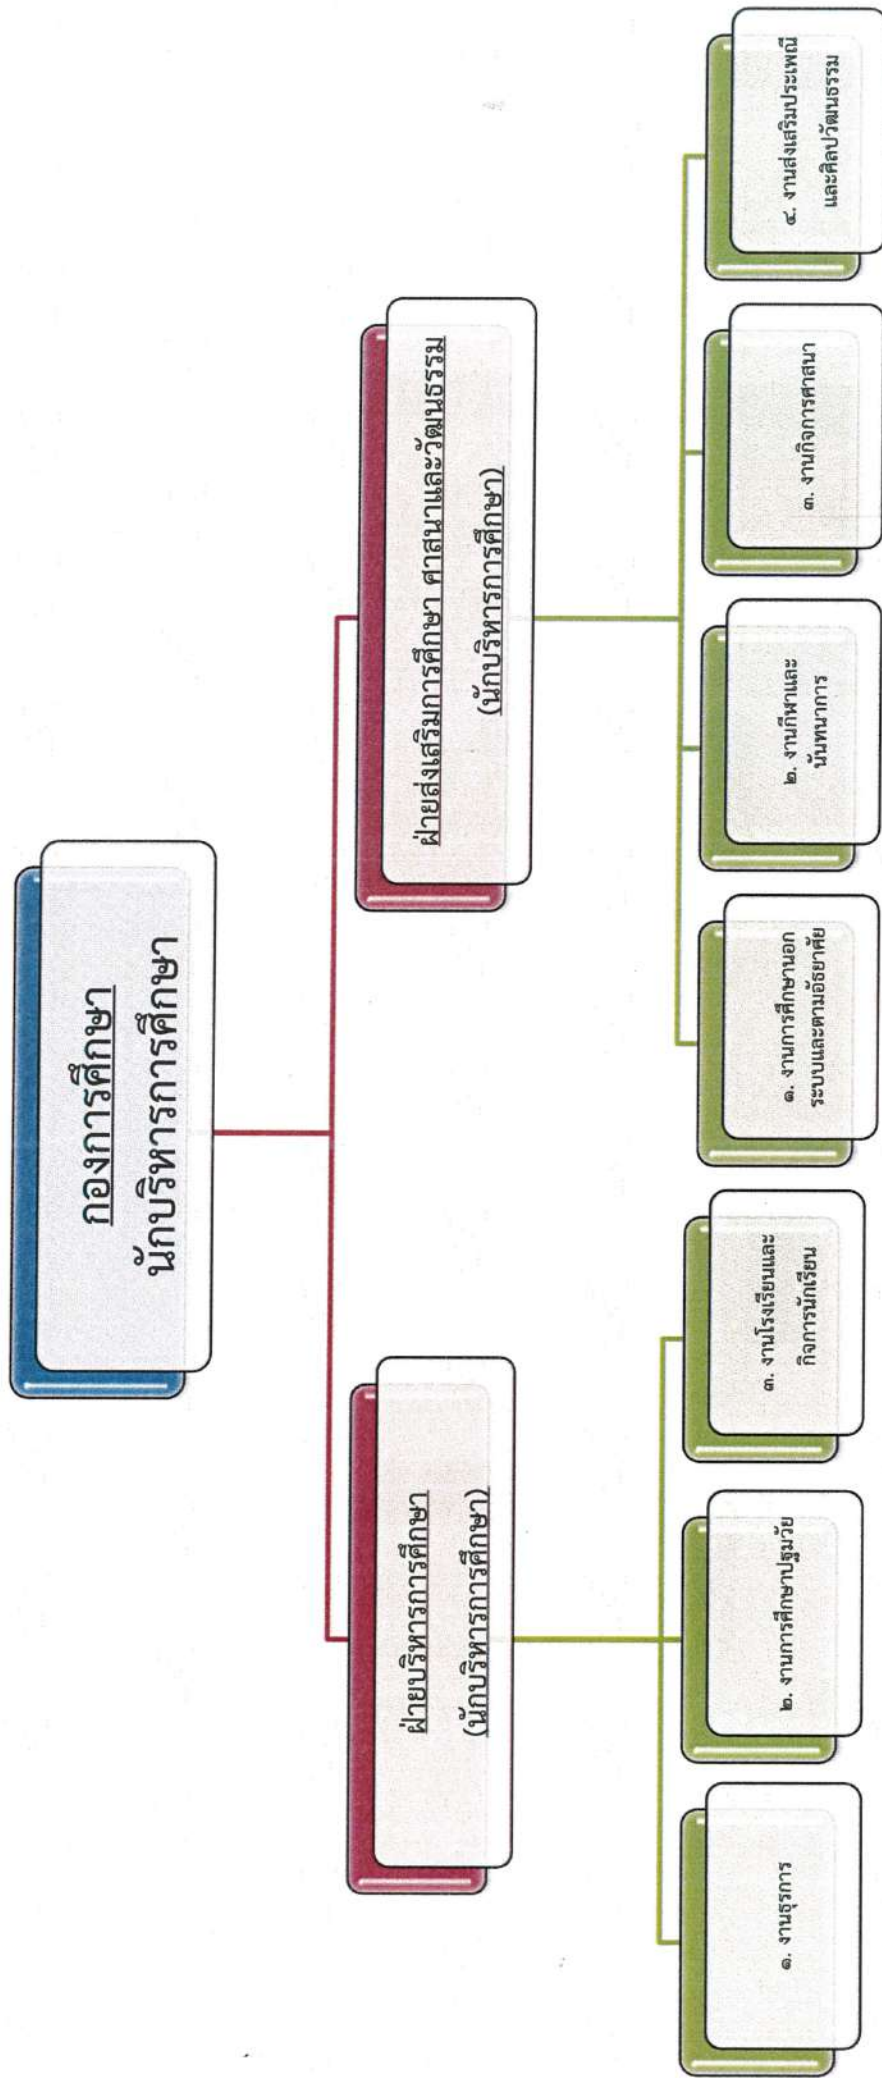 กองการศึกษา
นักบริหารการศึกษา
ฝ่ายบริหารการศึกษา
(นักบริหารการศึกษา)
ฝ่ายส่งเสริมการศึกษา ศาสนาและวัฒนธรรม
(นักบริหารการศึกษา)
๑. งานธุรการ
๒. งานการศึกษาปฐมวัย
๓. งานโรงเรียนและ
กิจการนักเรียน
๑. งานการศึกษานอก
ระบบและตามอัธยาศัย
๒. งานกีฬาและ
นันทนาการ
๓. งานกิจการศาสนา
๔. งานส่งเสริมประเพณี
และศิลปวัฒนธรรม